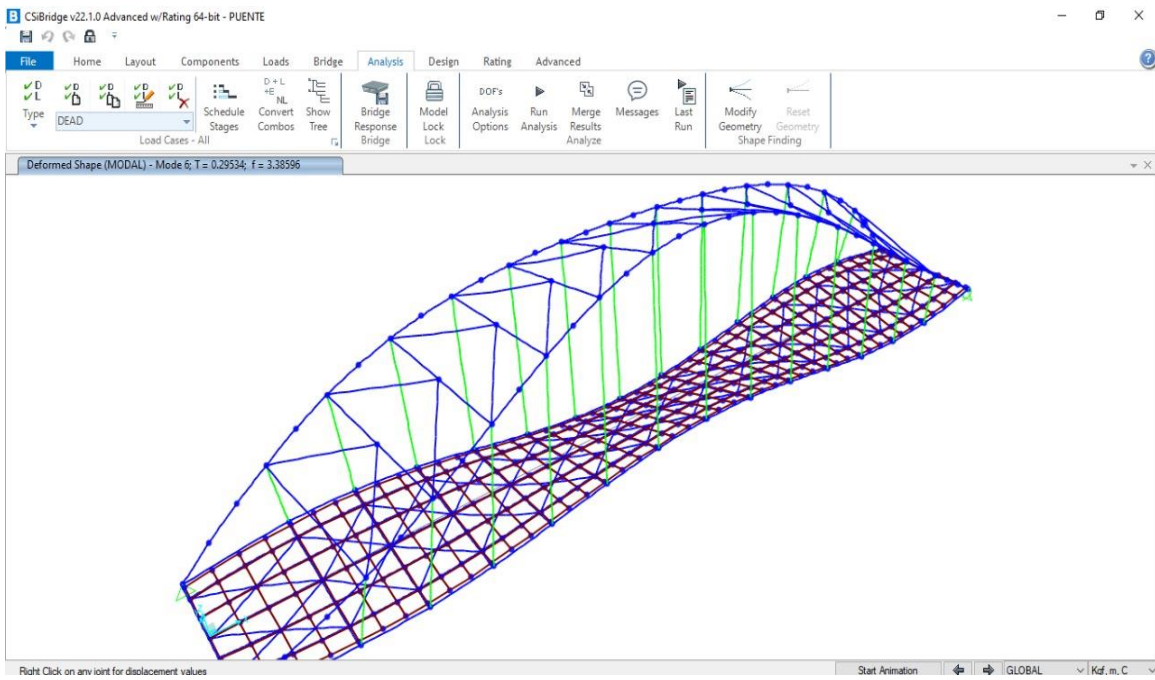 B CSiBridge v22.1.0 Advanced w/Rating 64-bit - PUENTE
File Home Layout Components Loads Bridge Analysis Design Rating Advanced
Type
DEAD
Schedule Stages
D + L +E NL Convert Combos
Show Tree
Load Cases - All
Bridge Response
Bridge
Model Lock
Lock
DOF's Analysis Options
Run Analysis
Merge Results
Messages
Last Run
Analyze
Modify Geometry
Reset Geometry
Shape Finding
Deformed Shape (MODAL) - Mode 6; T = 0.29534; f = 3.38596
Right Click on any joint for displacement values
Start Animation
GLOBAL
Kgf, m, C